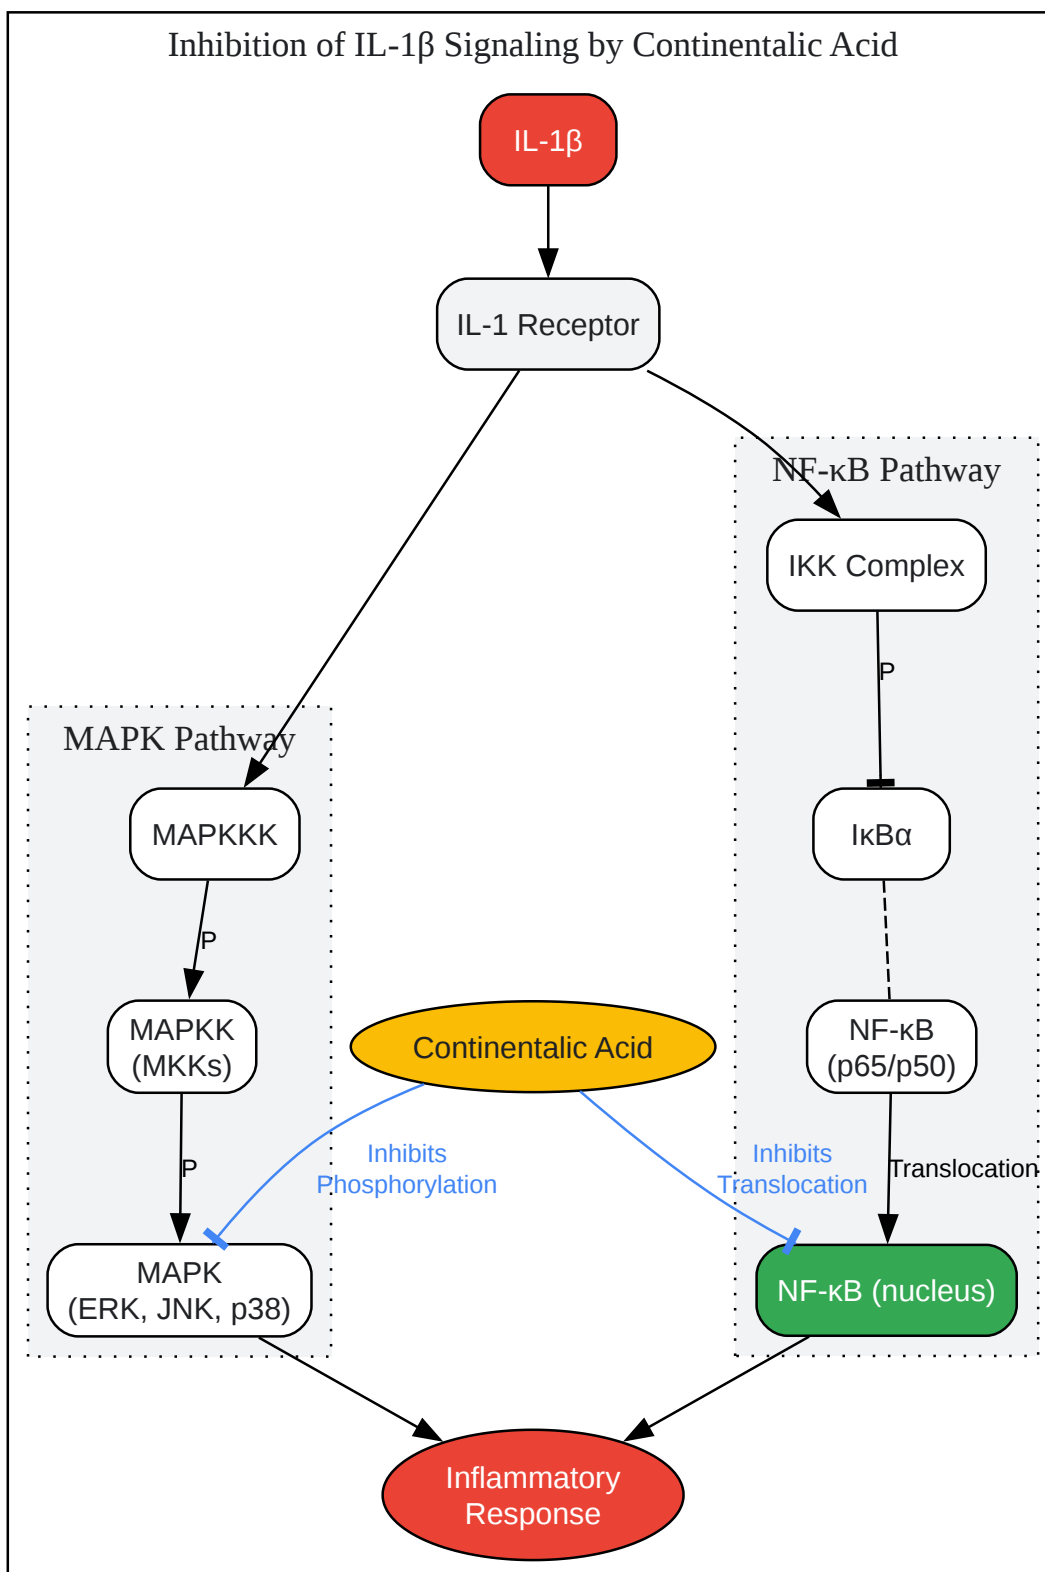 Inhibition of IL-1β Signaling by Continentalic Acid
IL-1β
IL-1 Receptor
NF-κB Pathway
IKK Complex
P
MAPK Pathway
MAPKKK
IκBα
P
MAPKK
(MKKs)
Continentalic Acid
NF-κB
(p65/p50)
P
Inhibits
Phosphorylation
Inhibits
Translocation
Translocation
MAPK
(ERK, JNK, p38)
NF-κB (nucleus)
Inflammatory
Response